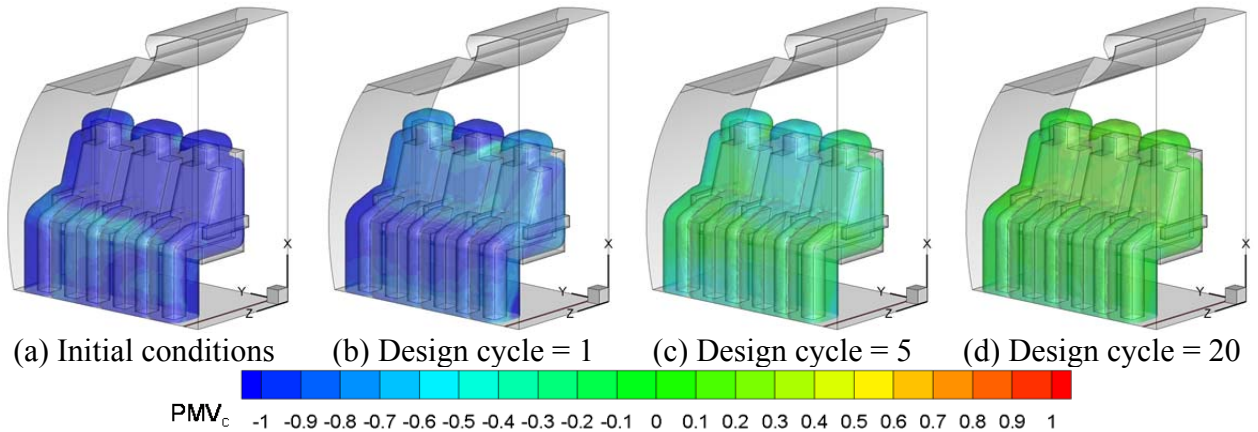 X
Y
Z
X
Y
Z
X
Y
Z
X
Y
Z
(a) Initial conditions
(b) Design cycle = 1
(c) Design cycle = 5
(d) Design cycle = 20
PMVc -1 -0.9 -0.8 -0.7 -0.6 -0.5 -0.4 -0.3 -0.2 -0.1 0 0.1 0.2 0.3 0.4 0.5 0.6 0.7 0.8 0.9 1